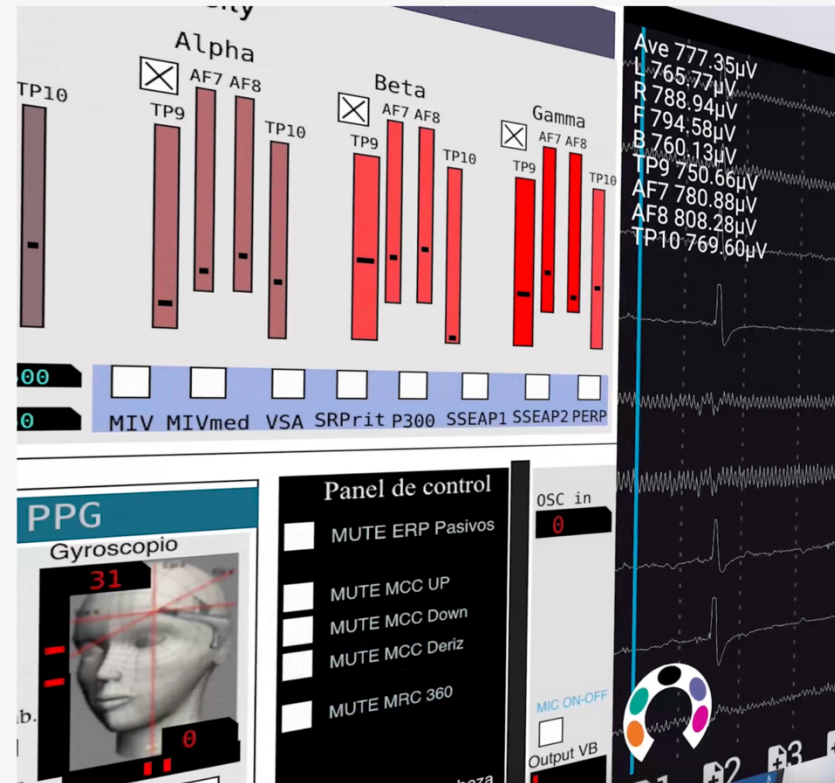 Alpha
Beta
Gamma
TP10
TP9
AF7
AF8
TP10
TP9
AF7
AF8
TP10
TP9
AF7
AF8
TP10
MIV
MIVmed
VSA
SRPrit
P300
SSEAP1
SSEAP2
PERP
PPG
Gyroscopio
31
0
Panel de control
MUTE ERP Pasivos
MUTE MCC UP
MUTE MCC Down
MUTE MCC Deriz
MUTE MRC 360
OSC in
0
MIC ON-OFF
Output VB
Ave 777.35µV
L 765.77µV
R 788.94µV
F 794.58µV
B 760.13µV
TP9 750.66µV
AF7 780.88µV
AF8 808.28µV
TP10 769.60µV